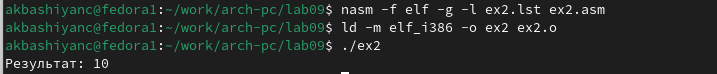 akbashiyanc@fedora1:~/work/arch-pc/lab09$ nasm -f elf -g -l ex2.lst ex2.asm
akbashiyanc@fedora1:~/work/arch-pc/lab09$ ld -m elf_i386 -o ex2 ex2.o
akbashiyanc@fedora1:~/work/arch-pc/lab09$ ./ex2
Результат: 10